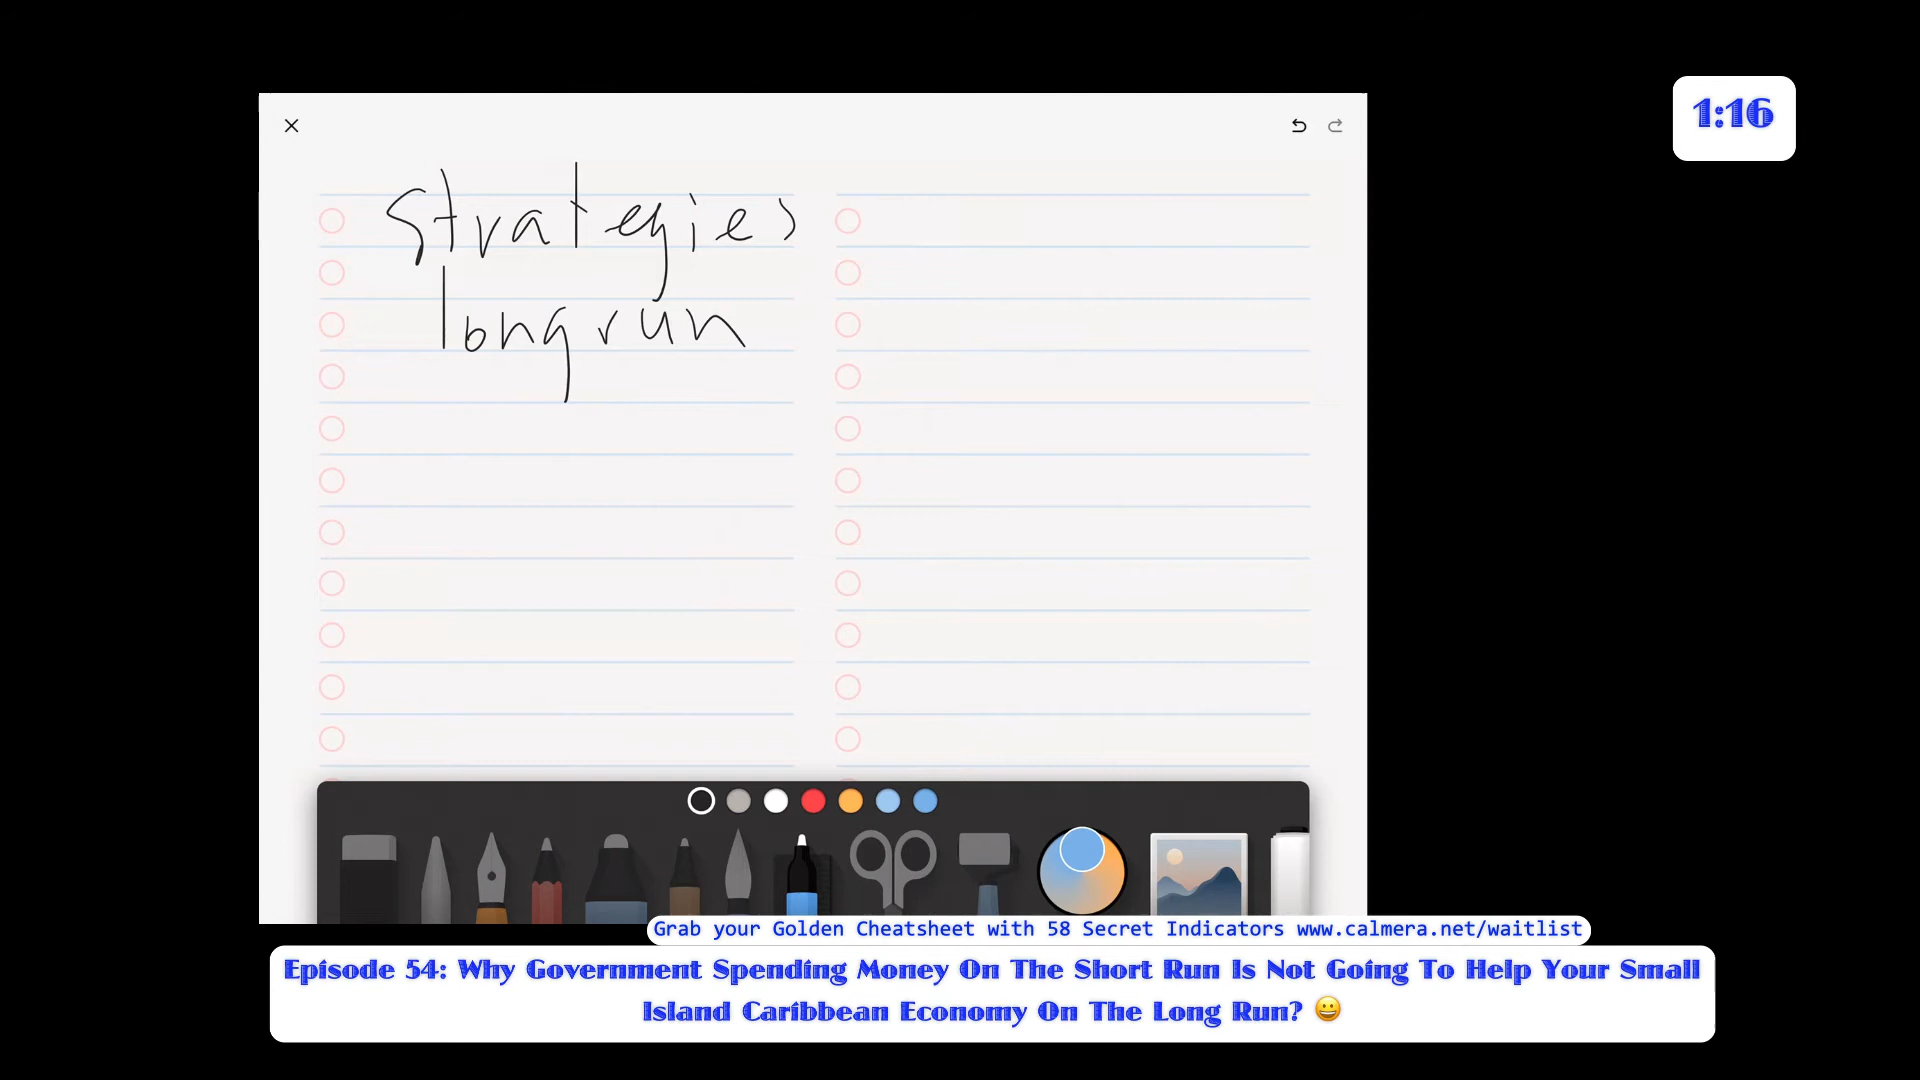 1:16
Strategies
long run
Grab your Golden Cheatsheet with 58 Secret Indicators www.calmera.net/waitlist
Episode 54: Why Government Spending Money On The Short Run Is Not Going To Help Your Small
Island Caribbean Economy On The Long Run? 😀